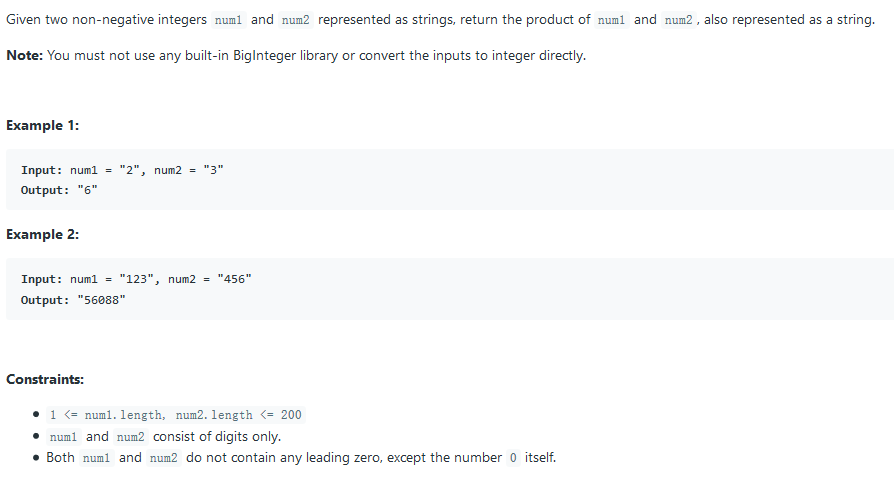 Given two non-negative integers num1 and num2 represented as strings, return the product of num1 and num2 , also represented as a string.
Note: You must not use any built-in BigInteger library or convert the inputs to integer directly.
Example 1:
Input: num1 = "2", num2 = "3"
Output: "6"
Example 2:
Input: num1 = "123", num2 = "456"
Output: "56088"
Constraints:
• 1 <= num1.length, num2.length <= 200
• num1 and num2 consist of digits only.
• Both num1 and num2 do not contain any leading zero, except the number 0 itself.